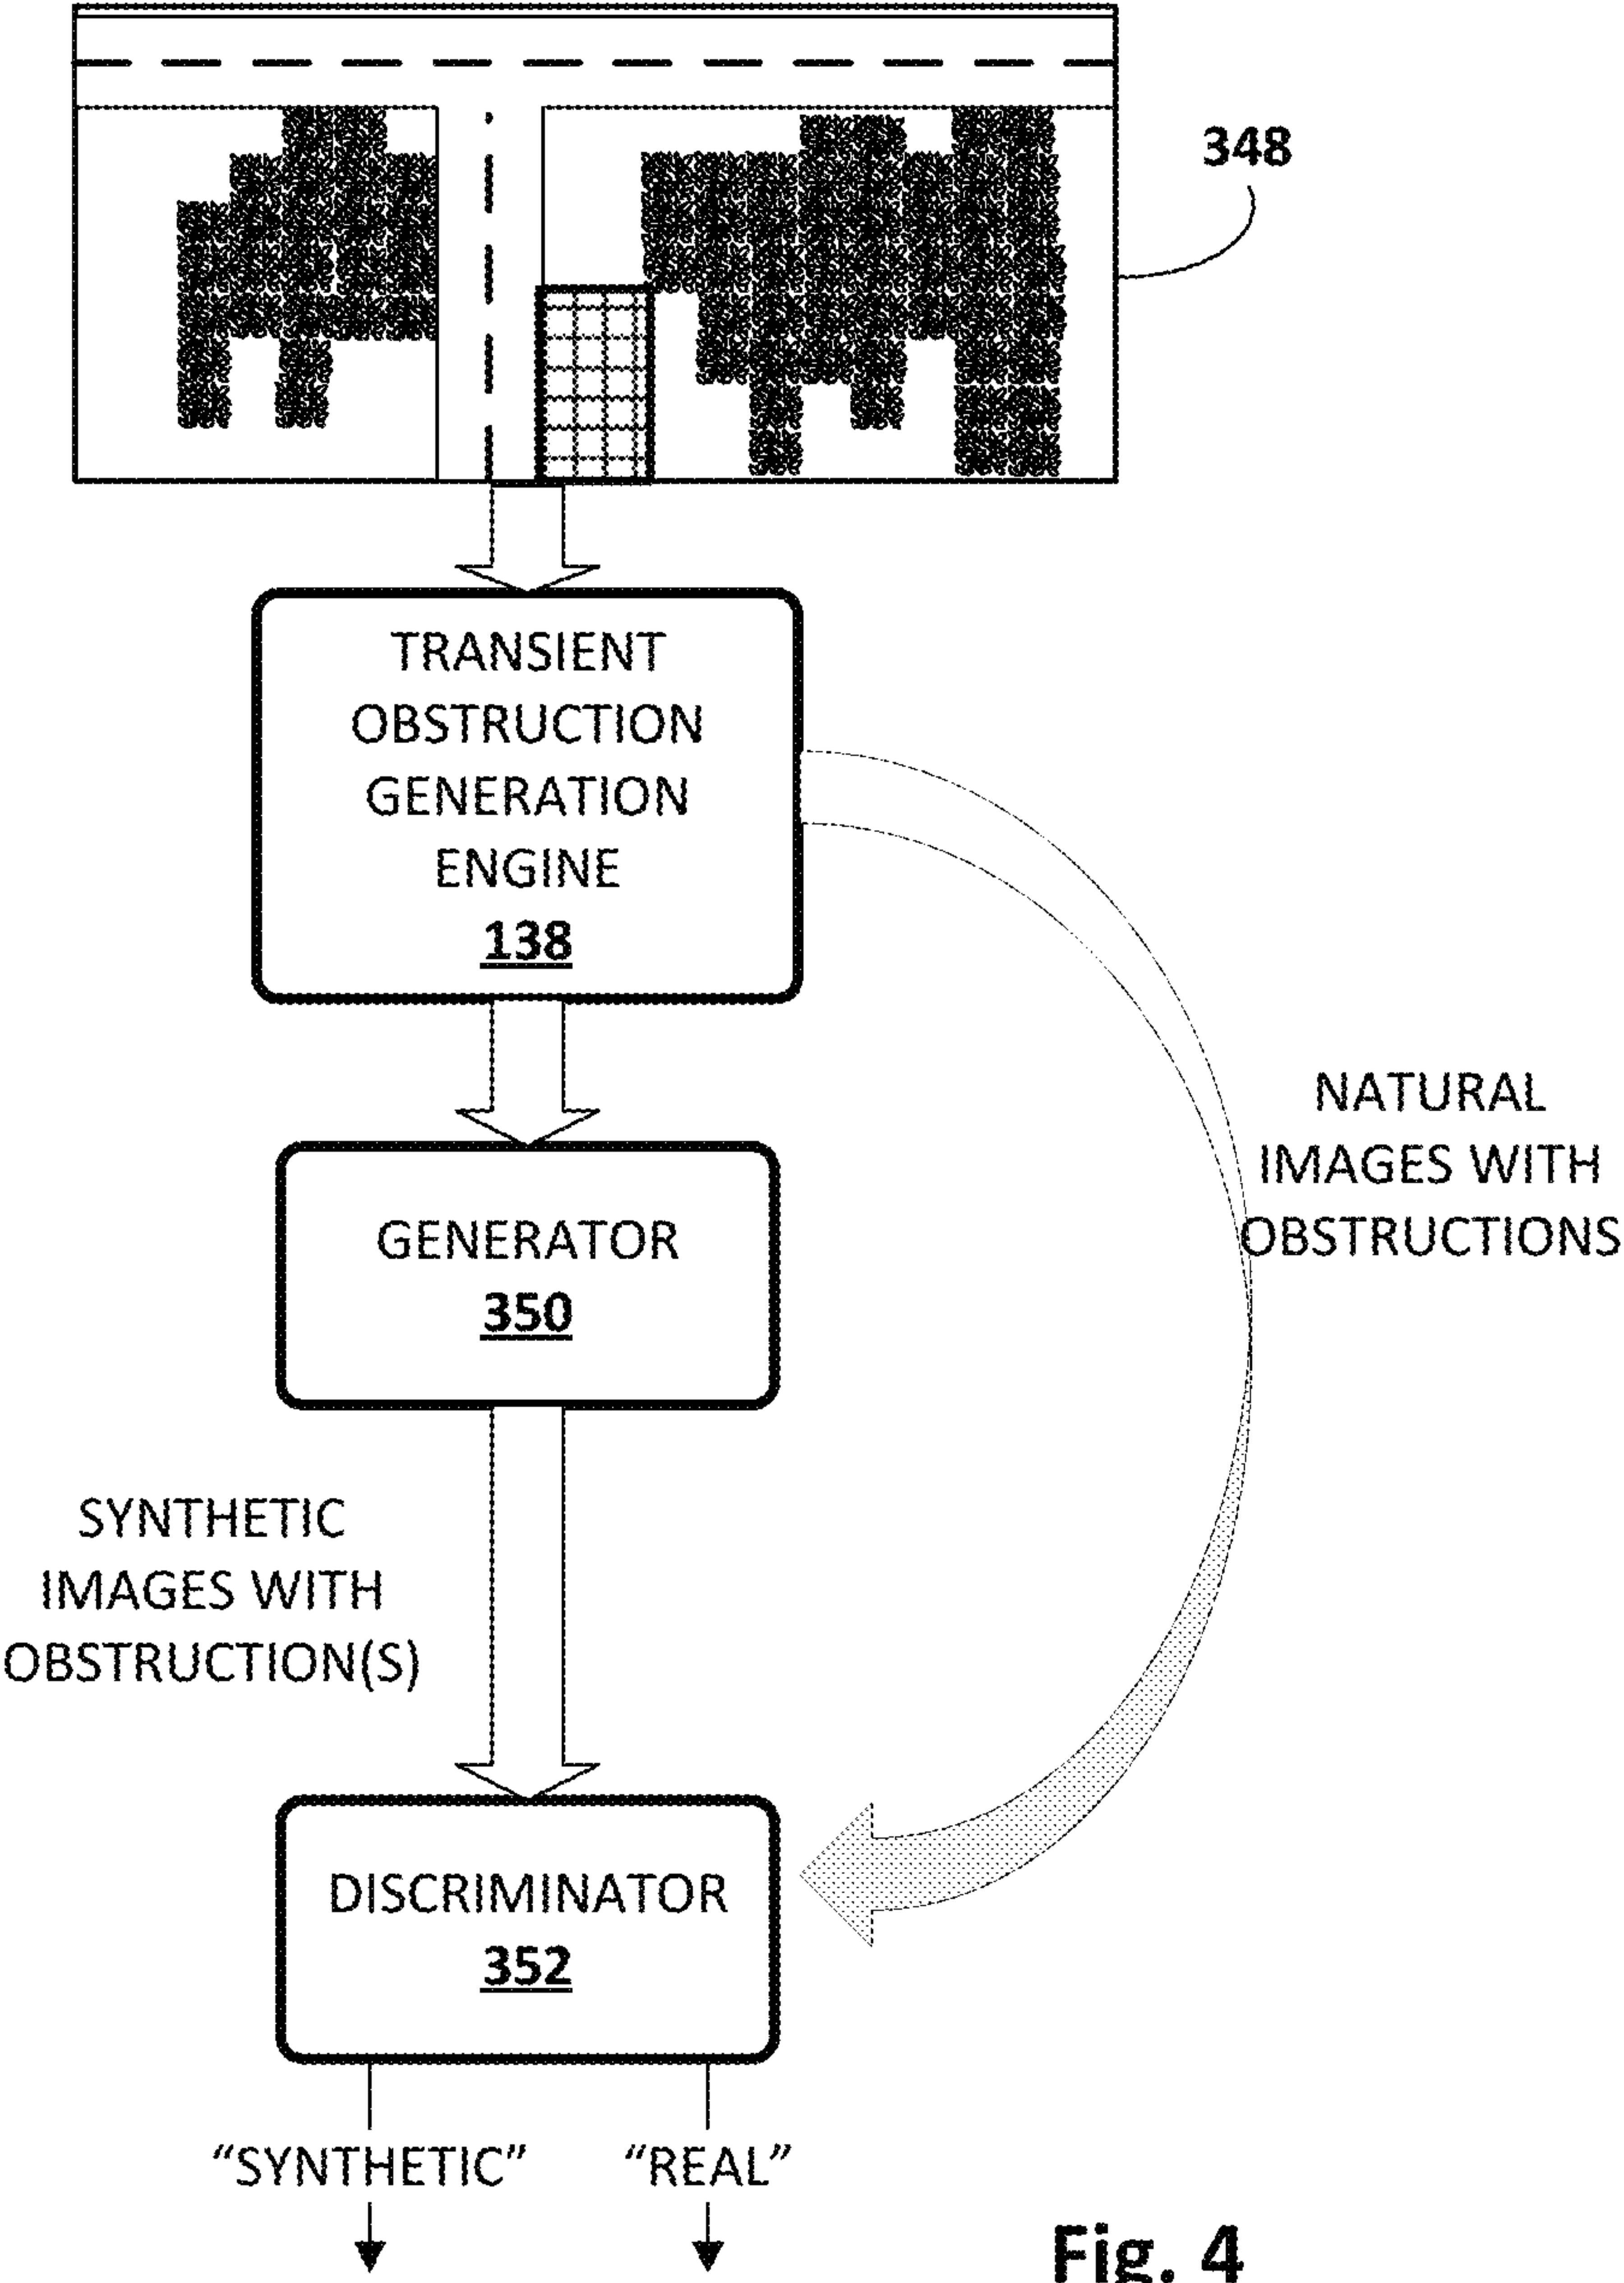 348
TRANSIENT
OBSTRUCTION
GENERATION
ENGINE
138
NATURAL
IMAGES WITH
OBSTRUCTIONS
GENERATOR
350
SYNTHETIC
IMAGES WITH
OBSTRUCTION(S)
DISCRIMINATOR
352
“SYNTHETIC” “REAL”
Fig. 4